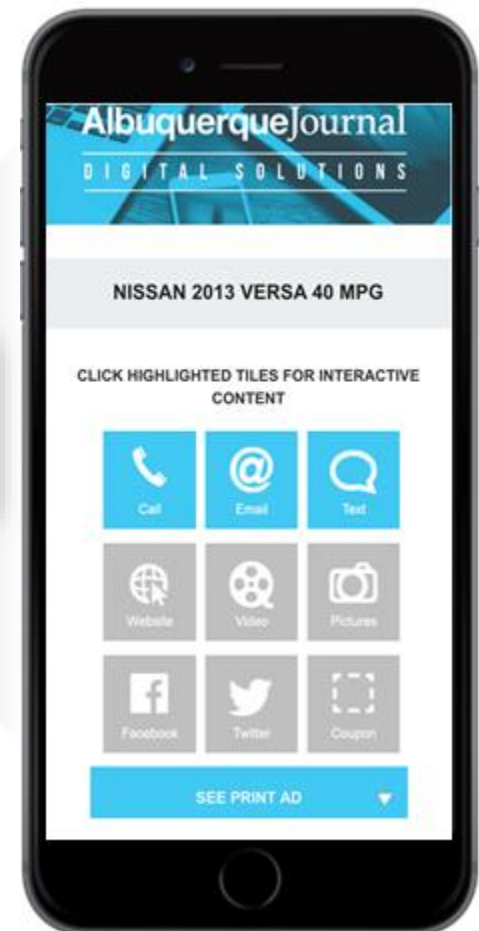 AlbuquerqueJournal
DIGITAL SOLUTIONS
NISSAN 2013 VERSA 40 MPG
CLICK HIGHLIGHTED TILES FOR INTERACTIVE
CONTENT
Call Email Text
Website Video Pictures
Facebook Twitter Coupon
SEE PRINT AD